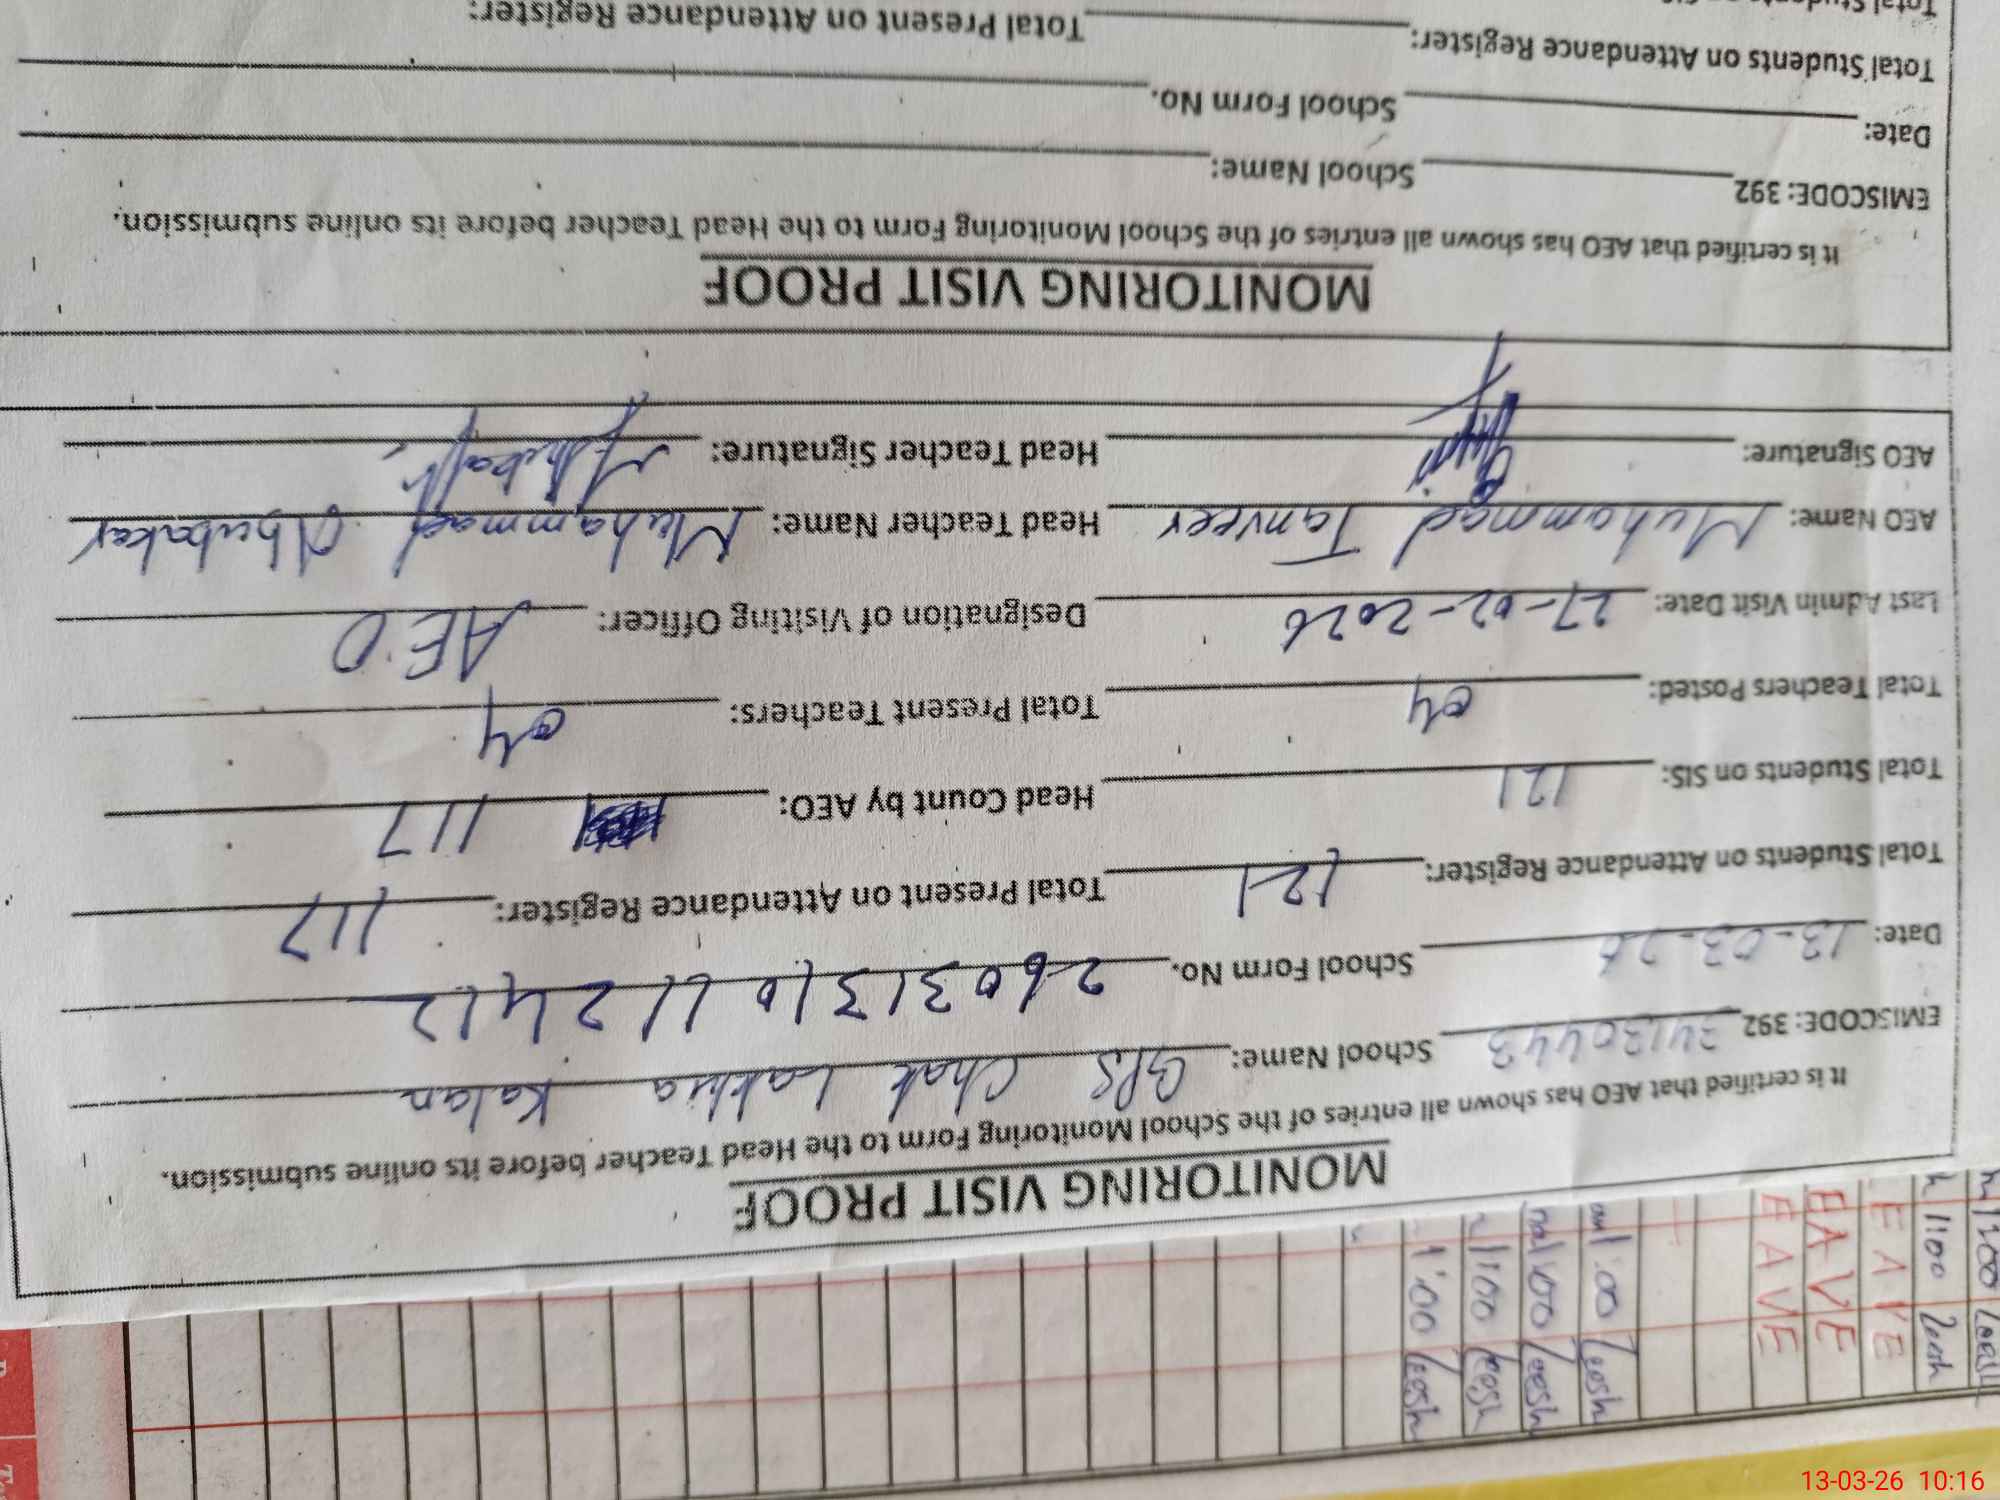 MONITORING VISIT PROOF
It is certified that AEO has shown all entries of the School Monitoring Form to the Head Teacher before its online submission.
EMISCODE: 392 34130443 School Name: GPS Chak Lakhia Kalan
Date: 13-03-26 School Form No.
Total Students on Attendance Register: 121 Total Present on Attendance Register: 117
Total Students on SIS: 121 Head Count by AEO: 117
Total Teachers Posted: 04 Total Present Teachers: 04
Last Admin Visit Date: 27-02-2026 Designation of Visiting Officer: AEO
AEO Name: Muhammad Tanveer Head Teacher Name: Muhammad Abubaker
AEO Signature: Head Teacher Signature:
MONITORING VISIT PROOF
It is certified that AEO has shown all entries of the School Monitoring Form to the Head Teacher before its online submission.
EMISCODE: 392 School Name:
Date: School Form No.
Total Students on Attendance Register: Total Present on Attendance Register:
E A V E
E A V E
E A V E
13-03-26 10:16